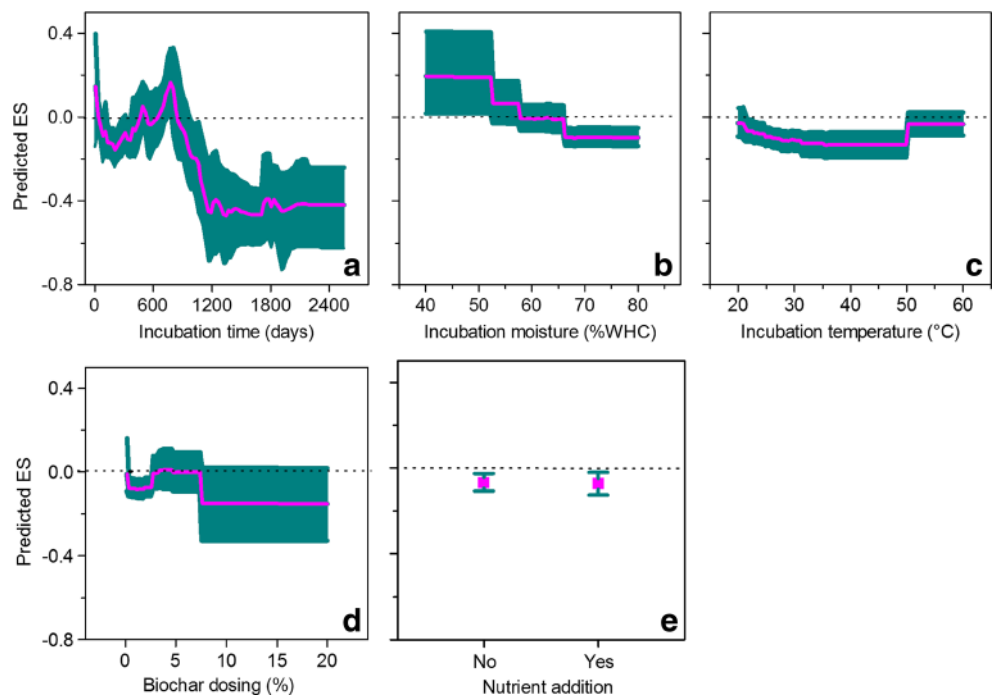 Predicted ES
0.4
0.0
-0.4
-0.8
0 600 1200 1800 2400
Incubation time (days)
a
40 50 60 70 80
Incubation moisture (%WHC)
b
20 30 40 50 60
Incubation temperature (°C)
c
Predicted ES
0.4
0.0
-0.4
-0.8
0 5 10 15 20
Biochar dosing (%)
d
No Yes
Nutrient addition
e